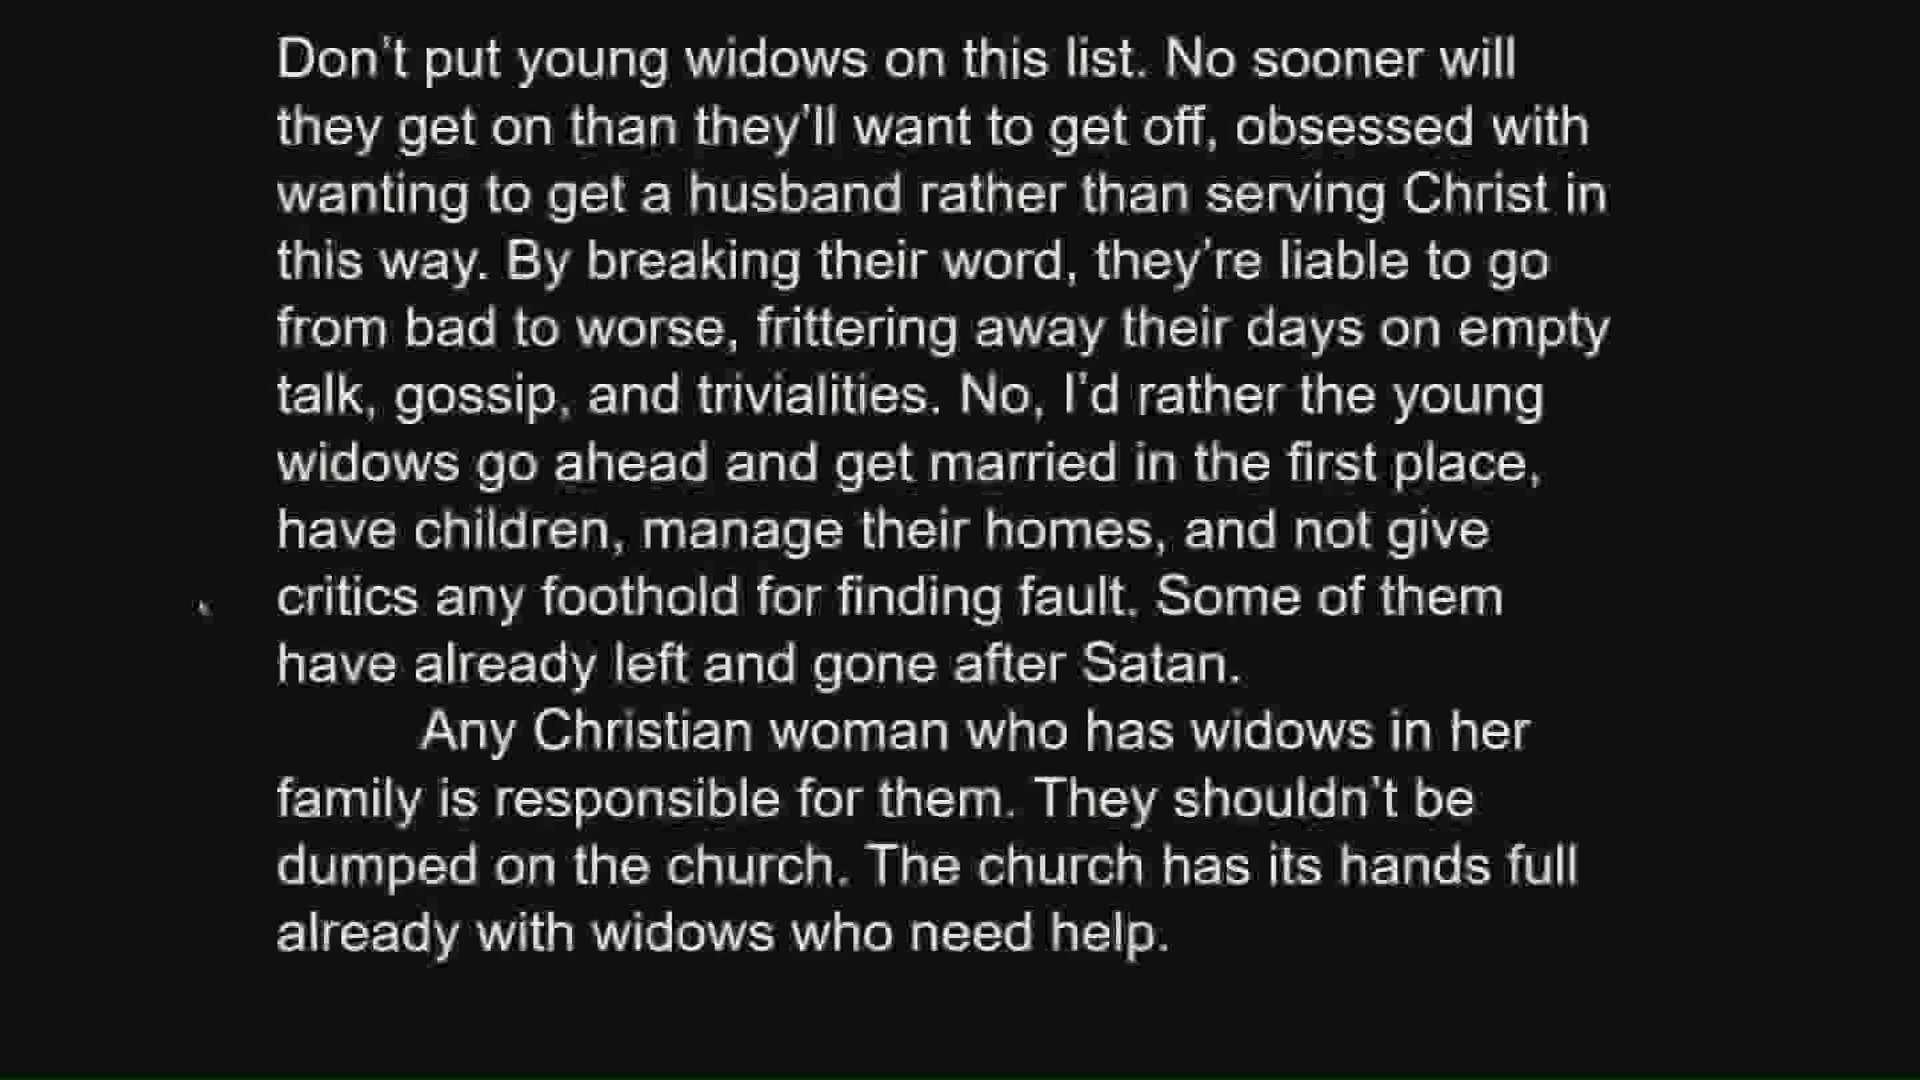 Don't put young widows on this list. No sooner will
they get on than they'll want to get off, obsessed with
wanting to get a husband rather than serving Christ in
this way. By breaking their word, they're liable to go
from bad to worse, frittering away their days on empty
talk, gossip, and trivialities. No, I'd rather the young
widows go ahead and get married in the first place,
have children, manage their homes, and not give
critics any foothold for finding fault. Some of them
have already left and gone after Satan.
Any Christian woman who has widows in her
family is responsible for them. They shouldn't be
dumped on the church. The church has its hands full
already with widows who need help.